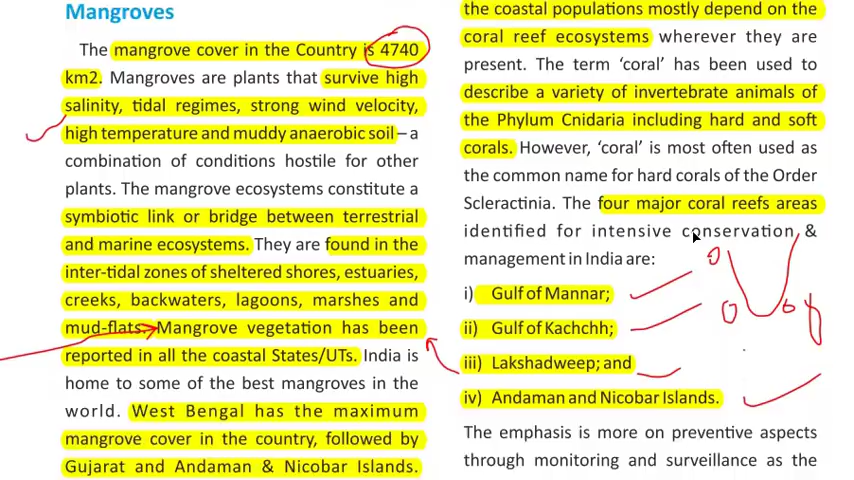 Mangroves
The mangrove cover in the Country is 4740
km2. Mangroves are plants that survive high
salinity, tidal regimes, strong wind velocity,
high temperature and muddy anaerobic soil – a
combination of conditions hostile for other
plants. The mangrove ecosystems constitute a
symbiotic link or bridge between terrestrial
and marine ecosystems. They are found in the
inter-tidal zones of sheltered shores, estuaries,
creeks, backwaters, lagoons, marshes and
mud-flats. Mangrove vegetation has been
reported in all the coastal States/UTs. India is
home to some of the best mangroves in the
world. West Bengal has the maximum
mangrove cover in the country, followed by
Gujarat and Andaman & Nicobar Islands.
the coastal populations mostly depend on the
coral reef ecosystems wherever they are
present. The term ‘coral’ has been used to
describe a variety of invertebrate animals of
the Phylum Cnidaria including hard and soft
corals. However, ‘coral’ is most often used as
the common name for hard corals of the Order
Scleractinia. The four major coral reefs areas
identified for intensive conservation &
management in India are:
i) Gulf of Mannar;
ii) Gulf of Kachchh;
iii) Lakshadweep; and
iv) Andaman and Nicobar Islands.
The emphasis is more on preventive aspects
through monitoring and surveillance as the